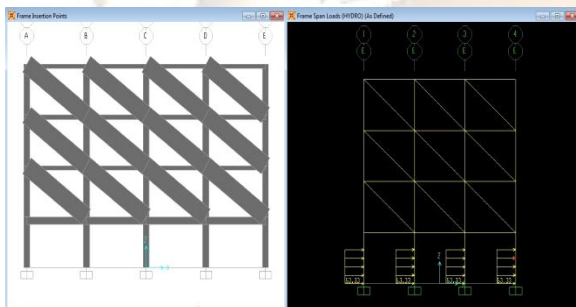 Frame Insertion Points
A B C D E
Z
Frame Span Loads (HYDRO) (As Defined)
1 2 3 4
E E E E
Z